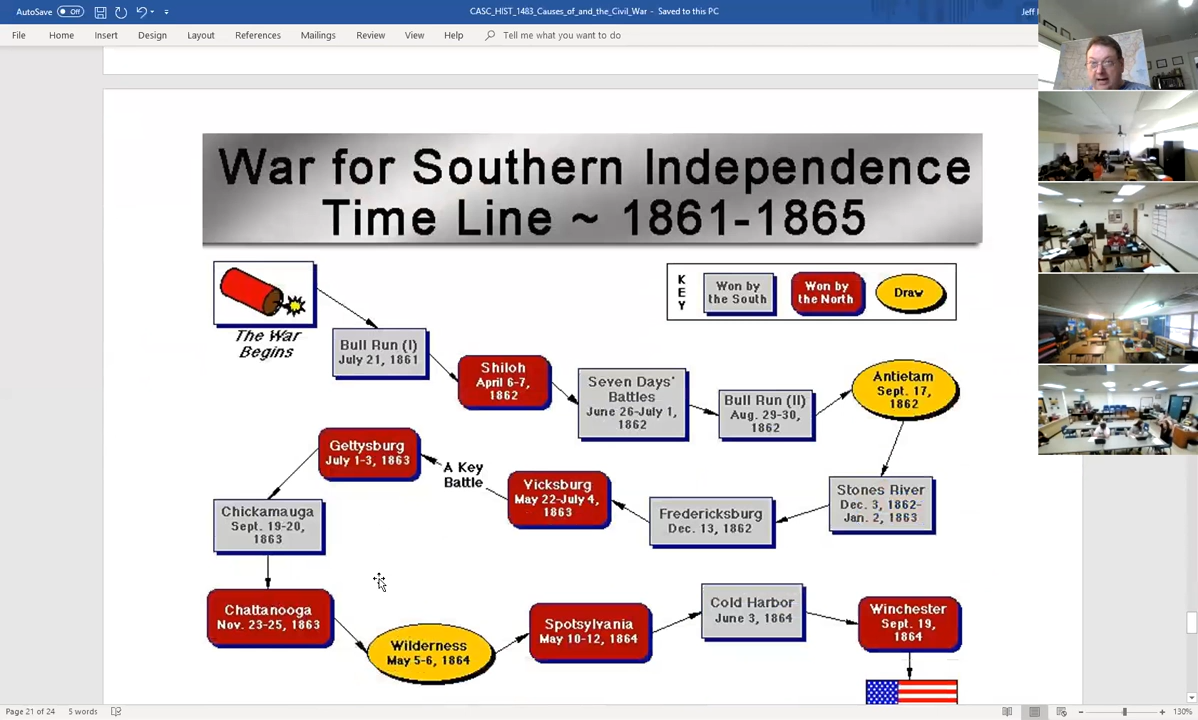 AutoSave Off
CASC_HIST_1483_Causes_of_and_the_Civil_War - Saved to this PC
Jeff
File Home Insert Design Layout References Mailings Review View Help Tell me what you want to do
War for Southern Independence
Time Line ~ 1861-1865
The War
Begins
KEY
Won by
the South
Won by
the North
Draw
Bull Run (I)
July 21, 1861
Shiloh
April 6-7,
1862
Seven Days'
Battles
June 26-July 1,
1862
Bull Run (II)
Aug. 29-30,
1862
Antietam
Sept. 17,
1862
Stones River
Dec. 3, 1862-
Jan. 2, 1863
Fredericksburg
Dec. 13, 1862
Vicksburg
May 22-July 4,
1863
A Key
Battle
Gettysburg
July 1-3, 1863
Chickamauga
Sept. 19-20,
1863
Chattanooga
Nov. 23-25, 1863
Wilderness
May 5-6, 1864
Spotsylvania
May 10-12, 1864
Cold Harbor
June 3, 1864
Winchester
Sept. 19,
1864
Page 21 of 24 5 words
130%